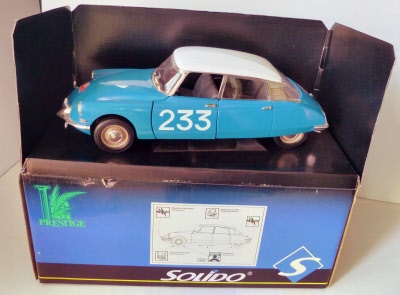 233
PRESTIGE
SOLIDO
S